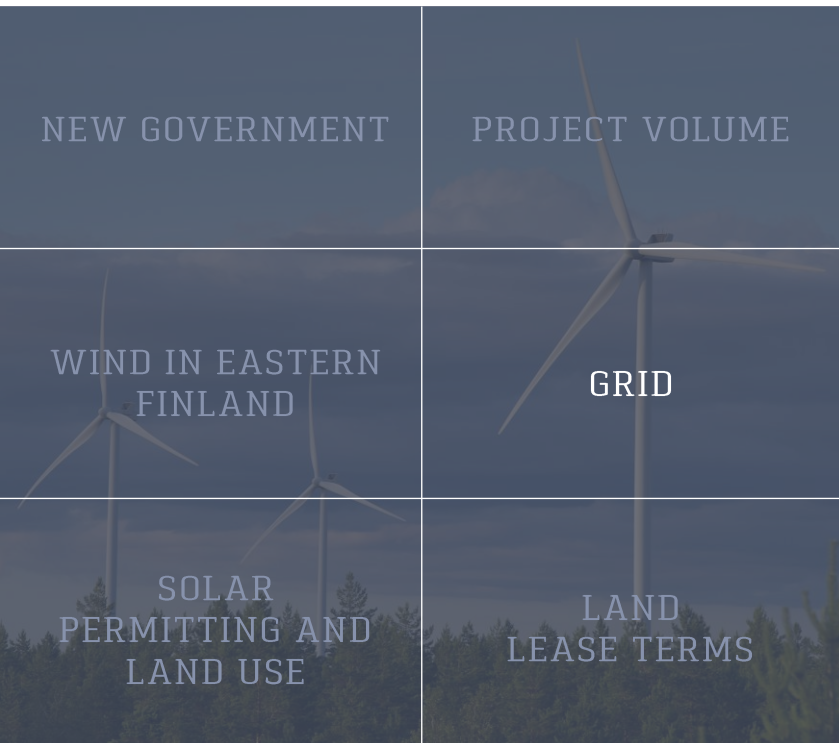 NEW GOVERNMENT
PROJECT VOLUME
WIND IN EASTERN
FINLAND
GRID
SOLAR
PERMITTING AND
LAND USE
LAND
LEASE TERMS